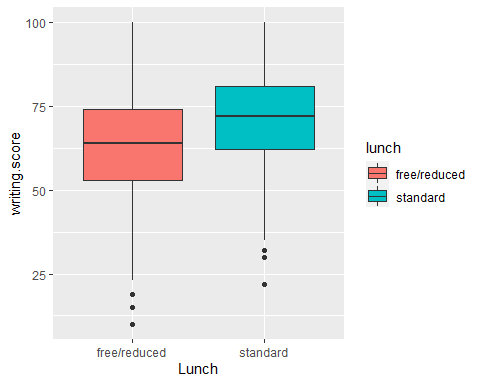 100
75
50
25
writing.score
free/reduced
standard
Lunch
lunch
free/reduced
standard